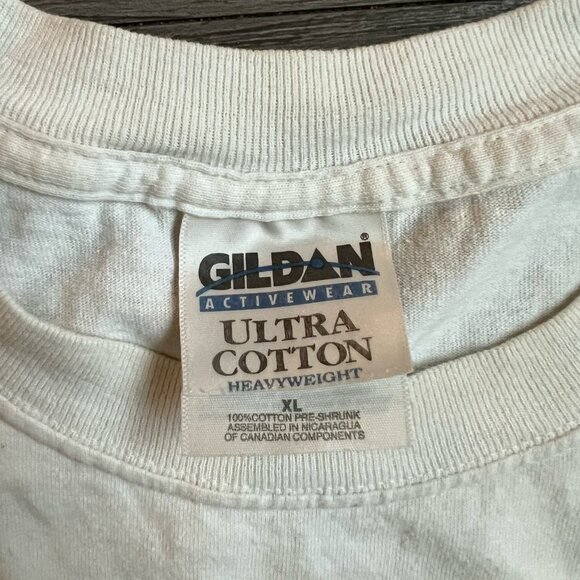 GILDAN®
ACTIVEWEAR
ULTRA
COTTON
HEAVYWEIGHT
XL
100%COTTON PRE-SHRUNK
ASSEMBLED IN NICARAGUA
OF CANADIAN COMPONENTS